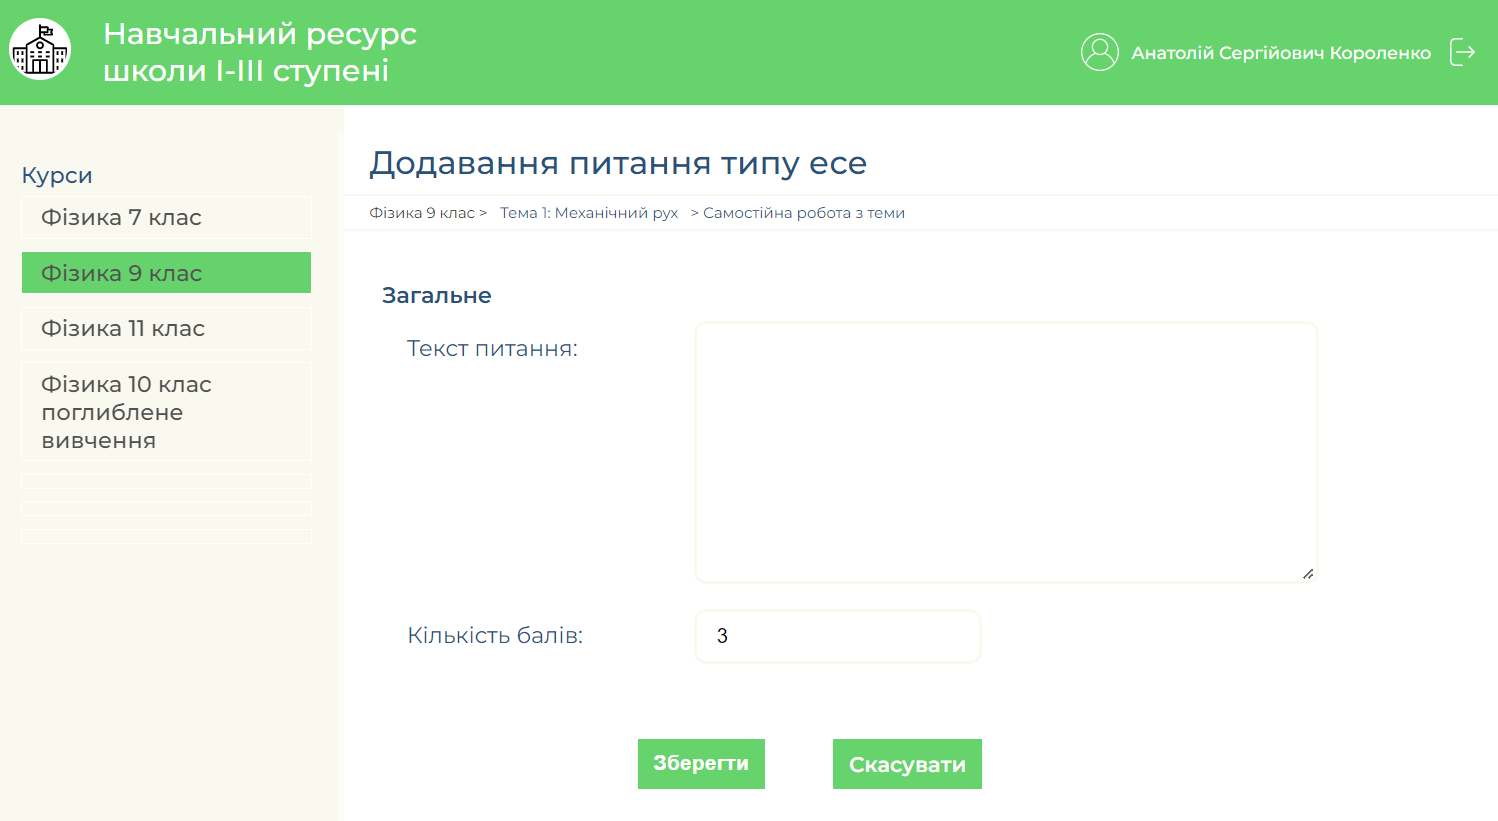 Навчальний ресурс
школи І-ІІІ ступені
Анатолій Сергійович Короленко
Курси
Фізика 7 клас
Фізика 9 клас
Фізика 11 клас
Фізика 10 клас
поглиблене
вивчення
Додавання питання типу есе
Фізика 9 клас > Тема 1: Механічний рух > Самостійна робота з теми
Загальне
Текст питання:
Кількість балів:
3
Зберегти
Скасувати